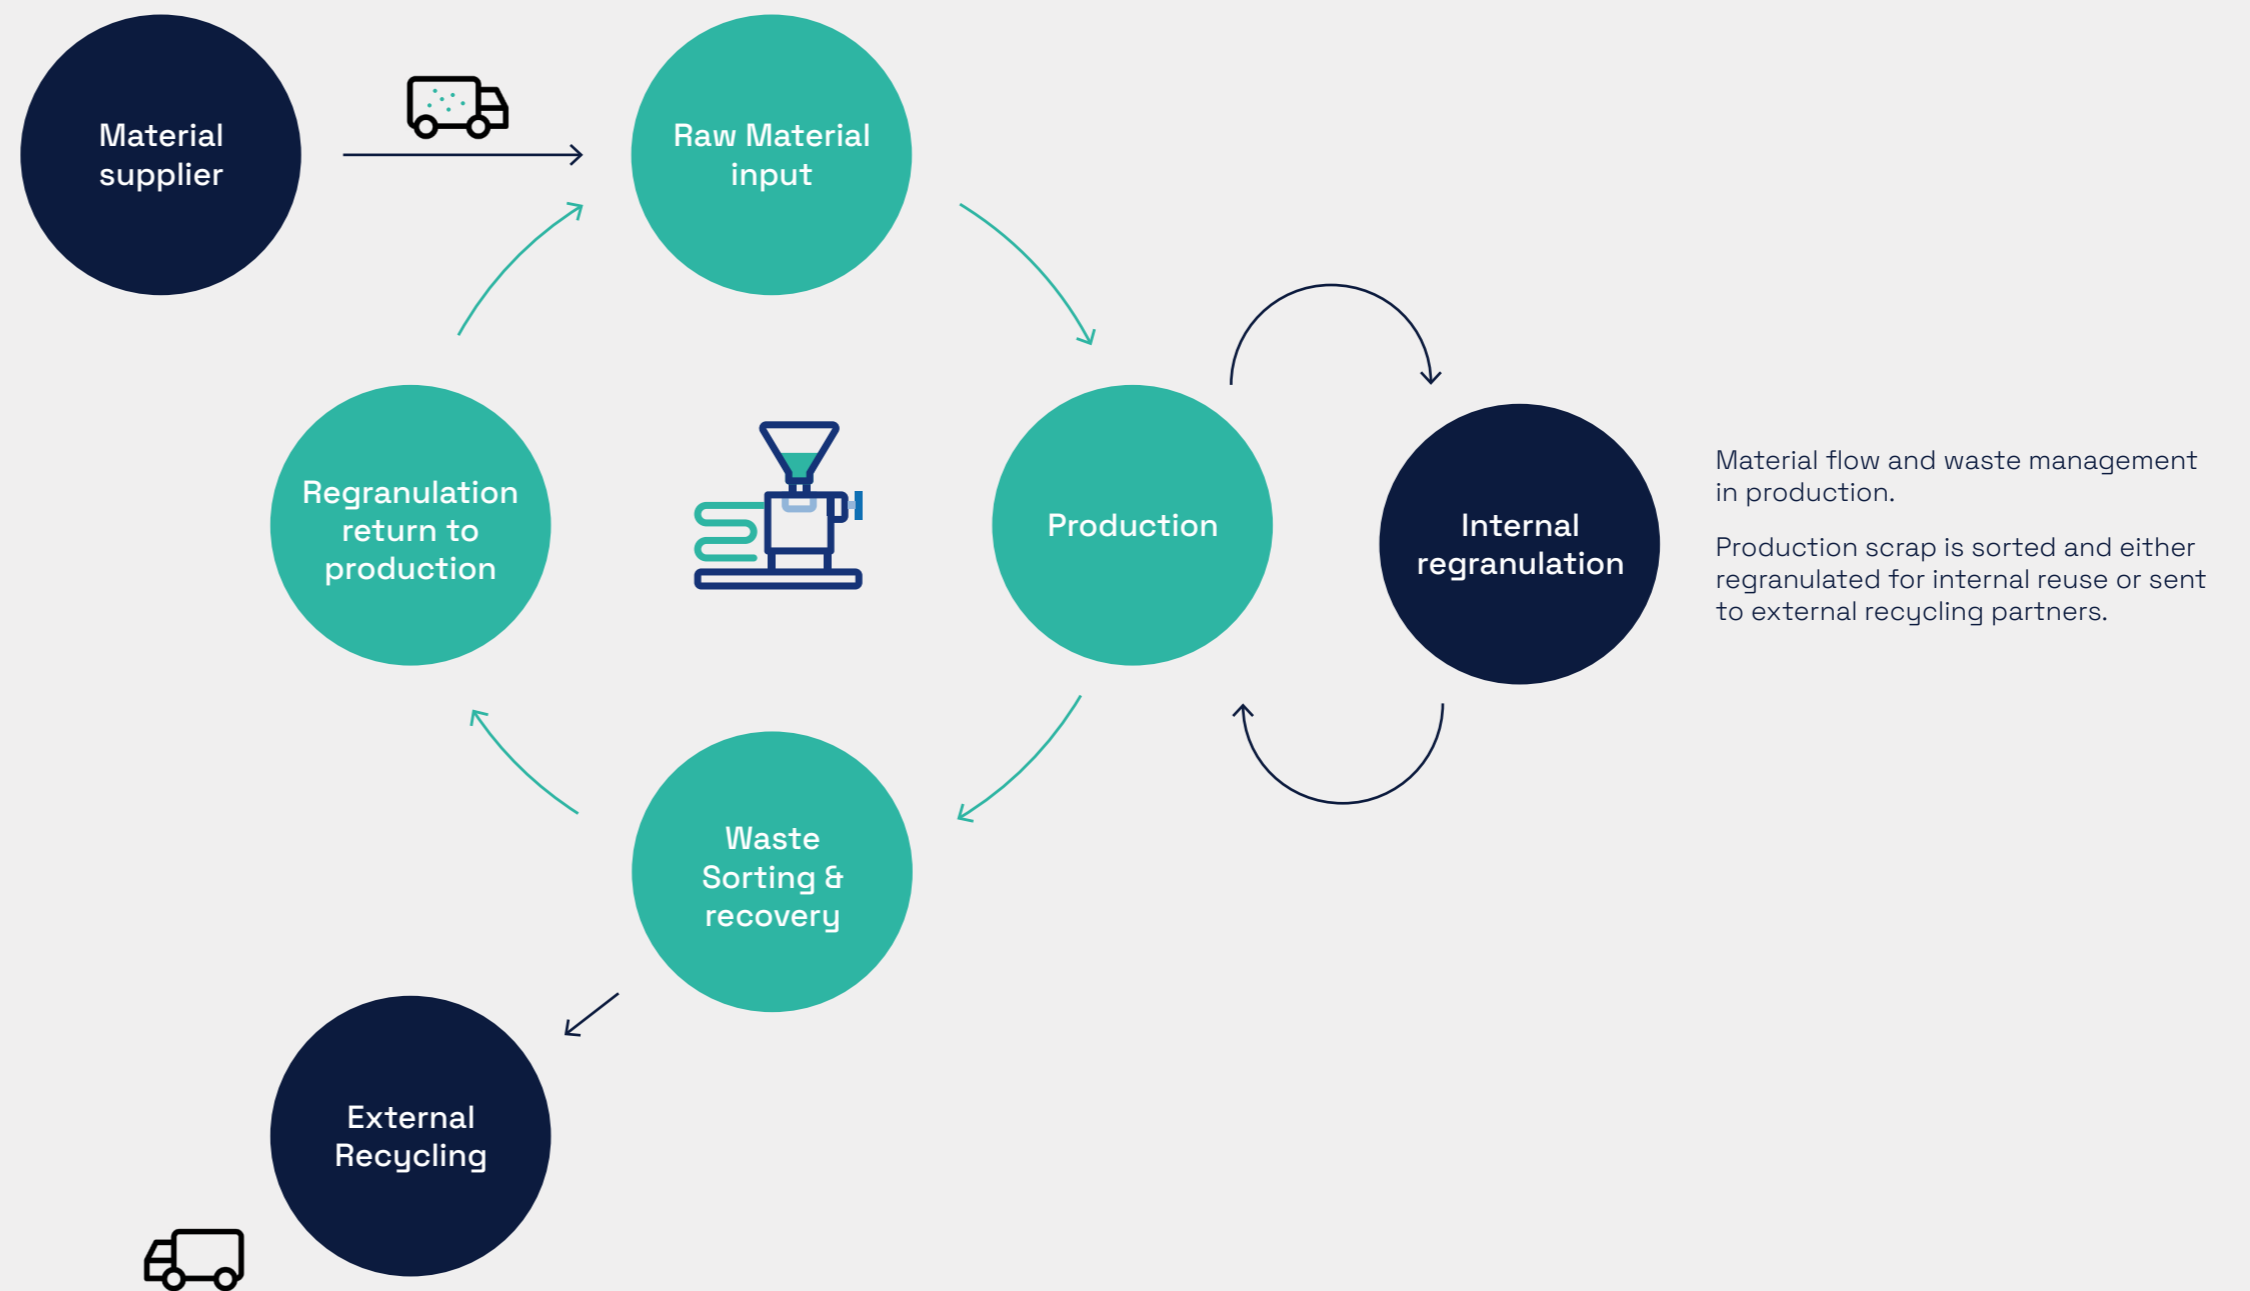 Material
supplier
Raw Material
input
Regranulation
return to
production
Production
Internal
regranulation
Material flow and waste management
in production.
Production scrap is sorted and either
regranulated for internal reuse or sent
to external recycling partners.
Waste
Sorting &
recovery
External
Recycling